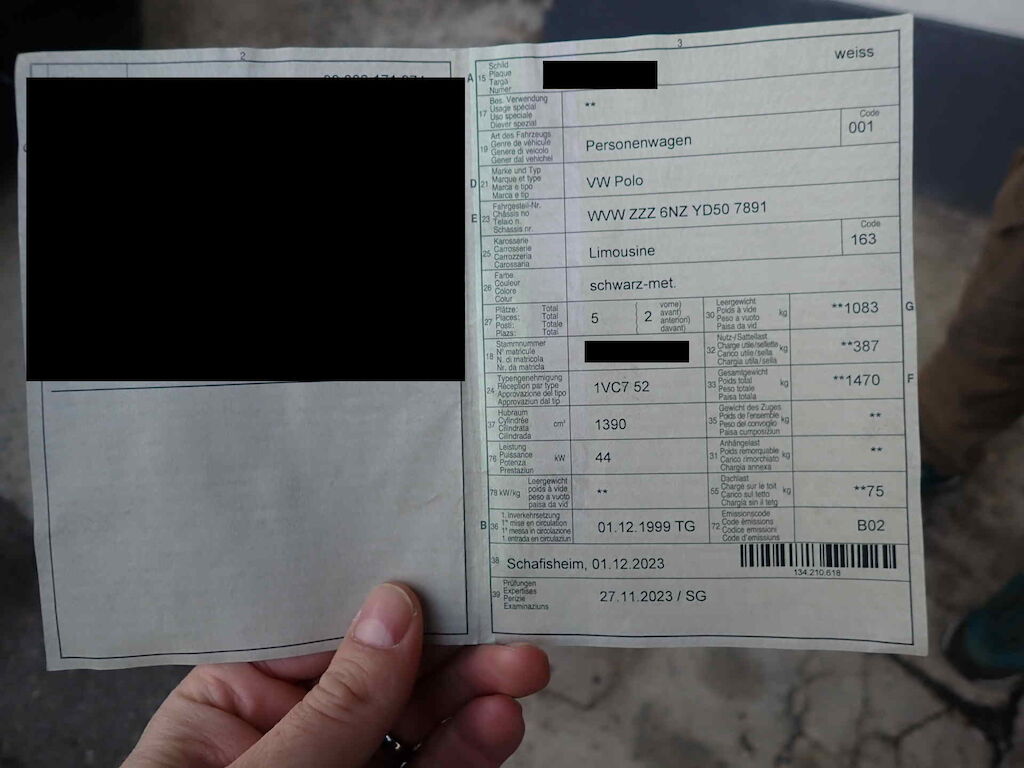 2
3
A 15 Schild
Plaque
Targa
Numer
weiss
17 Bes. Verwendung
Usage spécial
Uso speciale
Diever spezial
**
19 Art des Fahrzeugs
Genre de véhicule
Genere di veicolo
Gener dal vehichel
Personenwagen
Code
001
D 21 Marke und Typ
Marque et type
Marca e tipo
Marca e tip
VW Polo
E 23 Fahrgestell-Nr.
Châssis no
Telaio n.
Schassis nr.
WVW ZZZ 6NZ YD50 7891
25 Karosserie
Carrosserie
Carrozzeria
Carossaria
Limousine
Code
163
26 Farbe
Couleur
Colore
Colur
schwarz-met.
27 Plätze: Total
Places: Total
Posti: Totale
Plazs: Total
5
2
vorne)
avant)
anteriori)
davant)
30 Leergewicht
Poids à vide
Peso a vuoto
Paisa da vid
kg
**1083
G
18 Stammnummer
N° matricule
N. di matricola
Nr. da matricla
32 Nutz-/Sattellast
Charge utile/sellette
Carico utile/sella
Chargia utila/sella
kg
**387
24 Typengenehmigung
Réception par type
Approvazione del tipo
Approvaziun dal tip
1VC7 52
33 Gesamtgewicht
Poids total
Peso totale
Paisa totala
kg
**1470
F
37 Hubraum
Cylindrée
Cilindrata
Cilindrada
cm³
1390
35 Gewicht des Zuges
Poids de l'ensemble
Peso del convoglio
Paisa cumposiziun
kg
**
76 Leistung
Puissance
Potenza
Prestaziun
kW
44
31 Anhängelast
Poids remorquable
Carico rimorchiato
Chargia annexa
kg
**
78 kW/kg
Leergewicht
poids à vide
peso a vuoto
paisa da vid
**
55 Dachlast
Charge sur le toit
Carico sul tetto
Chargia sin il tetg
kg
**75
B 36 1. Inverkehrsetzung
1re mise en circulation
1a messa in circolazione
1. entrada en circulaziun
01.12.1999 TG
72 Emissionscode
Code émissions
Codice emissioni
Code d'emissiuns
B02
38 Schafisheim, 01.12.2023
134.210.618
39 Prüfungen
Expertises
Perizie
Examinaziuns
27.11.2023 / SG